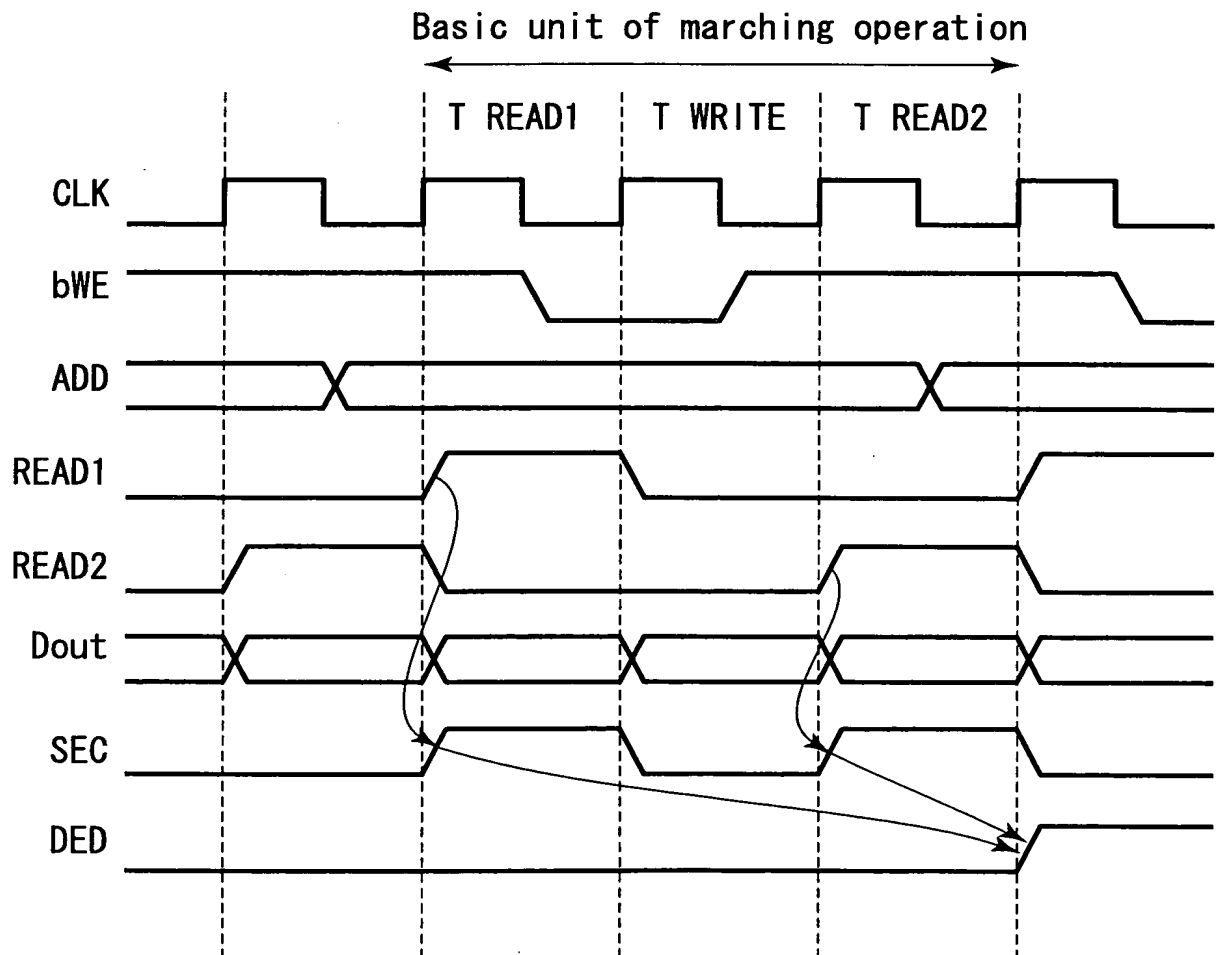 Basic unit of marching operation
T READ1 T WRITE T READ2
CLK
bWE
ADD
READ1
READ2
Dout
SEC
DED